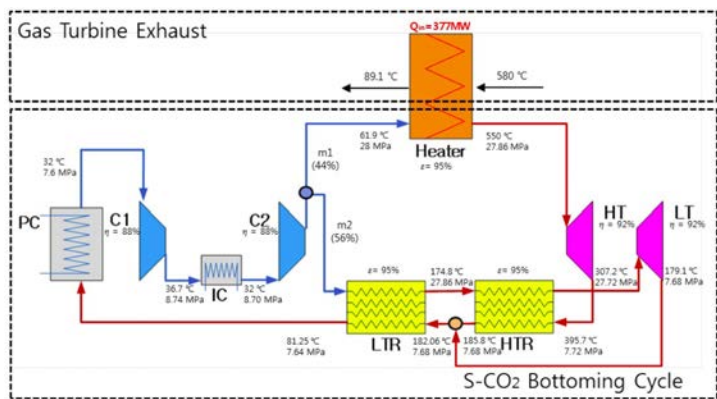 Gas Turbine Exhaust
Qin=377MW
89.1 ℃
580 ℃
Heater
ε= 95%
61.9 ℃
28 MPa
550 ℃
27.86 MPa
m1
(44%)
m2
(56%)
32 ℃
7.6 MPa
PC
C1
η = 88%
36.7 ℃
8.74 MPa
IC
32 ℃
8.70 MPa
C2
η = 88%
HT
η = 92%
LT
η = 92%
307.2 ℃
27.72 MPa
179.1 ℃
7.68 MPa
ε= 95%
174.8 ℃
27.86 MPa
ε= 95%
LTR
HTR
81.25 ℃
7.64 MPa
182.06 ℃
7.68 MPa
185.8 ℃
7.68 MPa
395.7 ℃
7.72 MPa
S-CO₂ Bottoming Cycle